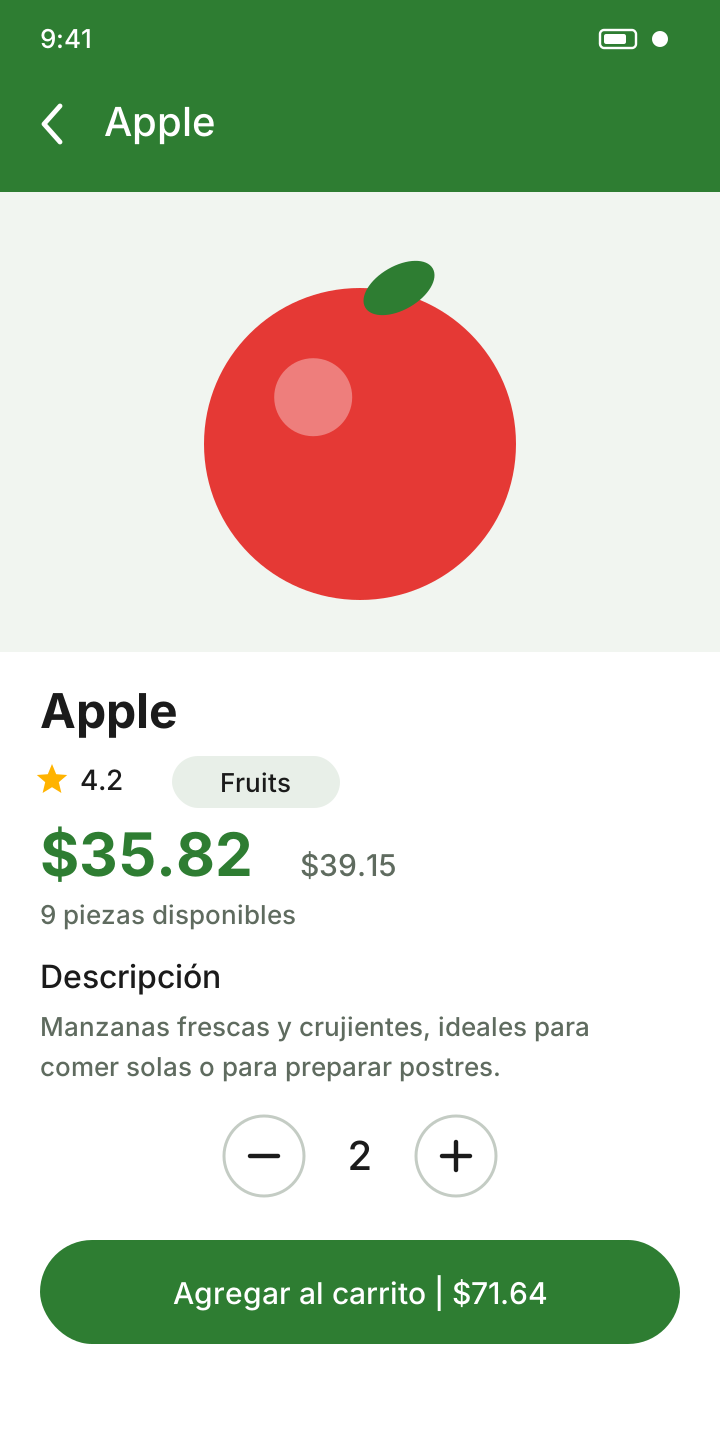 9:41
Apple
Apple
4.2
Fruits
$35.82
$39.15
9 piezas disponibles
Descripción
Manzanas frescas y crujientes, ideales para
comer solas o para preparar postres.
2
Agregar al carrito | $71.64